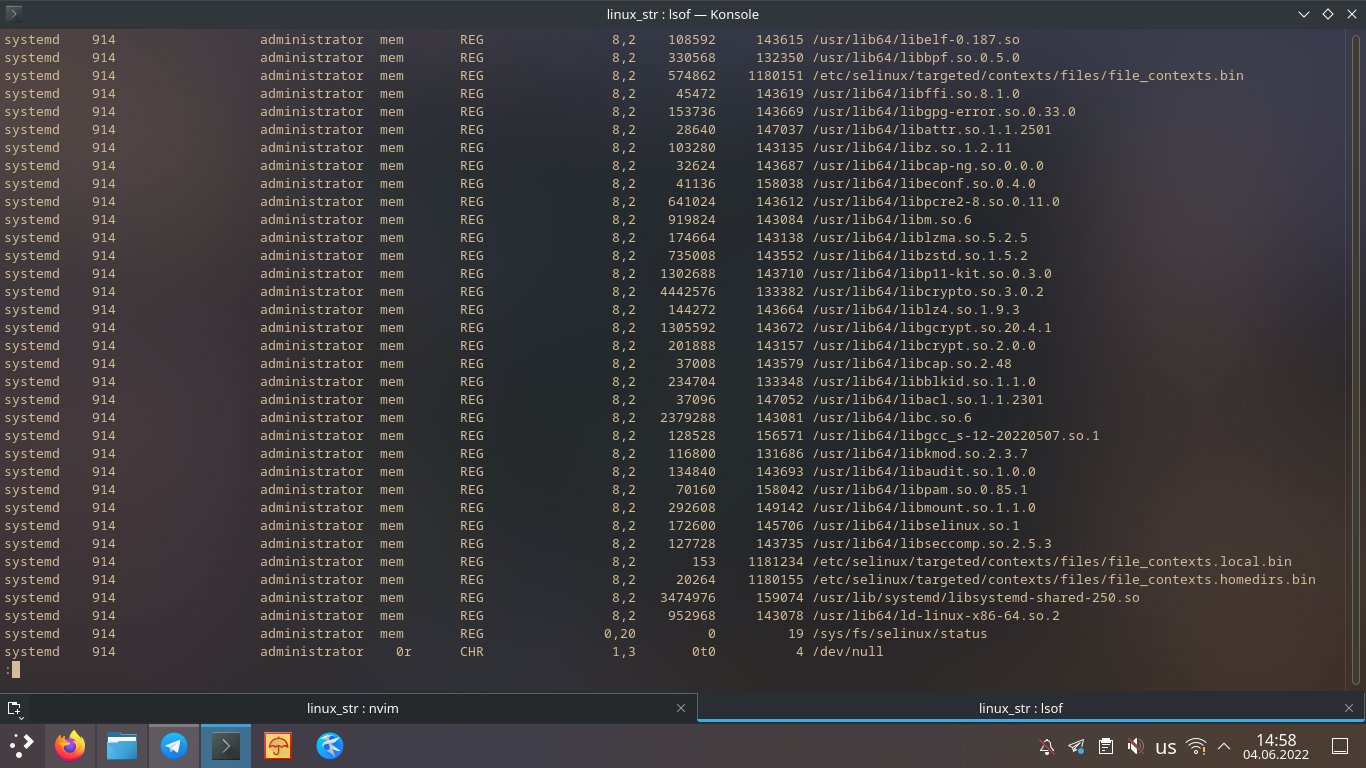 linux_str : lsof — Konsole
systemd 914 administrator mem REG 8,2 108592 143615 /usr/lib64/libelf-0.187.so
systemd 914 administrator mem REG 8,2 330568 132350 /usr/lib64/libbpf.so.0.5.0
systemd 914 administrator mem REG 8,2 574862 1180151 /etc/selinux/targeted/contexts/files/file_contexts.bin
systemd 914 administrator mem REG 8,2 45472 143619 /usr/lib64/libffi.so.8.1.0
systemd 914 administrator mem REG 8,2 153736 143669 /usr/lib64/libgpg-error.so.0.33.0
systemd 914 administrator mem REG 8,2 28640 147037 /usr/lib64/libattr.so.1.1.2501
systemd 914 administrator mem REG 8,2 103280 143135 /usr/lib64/libz.so.1.2.11
systemd 914 administrator mem REG 8,2 32624 143687 /usr/lib64/libcap-ng.so.0.0.0
systemd 914 administrator mem REG 8,2 41136 158038 /usr/lib64/libeconf.so.0.4.0
systemd 914 administrator mem REG 8,2 641024 143612 /usr/lib64/libpcre2-8.so.0.11.0
systemd 914 administrator mem REG 8,2 919824 143084 /usr/lib64/libm.so.6
systemd 914 administrator mem REG 8,2 174664 143138 /usr/lib64/liblzma.so.5.2.5
systemd 914 administrator mem REG 8,2 735008 143552 /usr/lib64/libzstd.so.1.5.2
systemd 914 administrator mem REG 8,2 1302688 143710 /usr/lib64/libp11-kit.so.0.3.0
systemd 914 administrator mem REG 8,2 4442576 133382 /usr/lib64/libcrypto.so.3.0.2
systemd 914 administrator mem REG 8,2 144272 143664 /usr/lib64/liblz4.so.1.9.3
systemd 914 administrator mem REG 8,2 1305592 143672 /usr/lib64/libgcrypt.so.20.4.1
systemd 914 administrator mem REG 8,2 201888 143157 /usr/lib64/libcrypt.so.2.0.0
systemd 914 administrator mem REG 8,2 37008 143579 /usr/lib64/libcap.so.2.48
systemd 914 administrator mem REG 8,2 234704 133348 /usr/lib64/libblkid.so.1.1.0
systemd 914 administrator mem REG 8,2 37096 147052 /usr/lib64/libacl.so.1.1.2301
systemd 914 administrator mem REG 8,2 2379288 143081 /usr/lib64/libc.so.6
systemd 914 administrator mem REG 8,2 128528 156571 /usr/lib64/libgcc_s-12-20220507.so.1
systemd 914 administrator mem REG 8,2 116800 131686 /usr/lib64/libkmod.so.2.3.7
systemd 914 administrator mem REG 8,2 134840 143693 /usr/lib64/libaudit.so.1.0.0
systemd 914 administrator mem REG 8,2 70160 158042 /usr/lib64/libpam.so.0.85.1
systemd 914 administrator mem REG 8,2 292608 149142 /usr/lib64/libmount.so.1.1.0
systemd 914 administrator mem REG 8,2 172600 145706 /usr/lib64/libselinux.so.1
systemd 914 administrator mem REG 8,2 127728 143735 /usr/lib64/libseccomp.so.2.5.3
systemd 914 administrator mem REG 8,2 153 1181234 /etc/selinux/targeted/contexts/files/file_contexts.local.bin
systemd 914 administrator mem REG 8,2 20264 1180155 /etc/selinux/targeted/contexts/files/file_contexts.homedirs.bin
systemd 914 administrator mem REG 8,2 3474976 159074 /usr/lib/systemd/libsystemd-shared-250.so
systemd 914 administrator mem REG 8,2 952968 143078 /usr/lib64/ld-linux-x86-64.so.2
systemd 914 administrator mem REG 0,20 0 19 /sys/fs/selinux/status
systemd 914 administrator 0r CHR 1,3 0t0 4 /dev/null
:
linux_str : nvim linux_str : lsof
us 14:58
04.06.2022